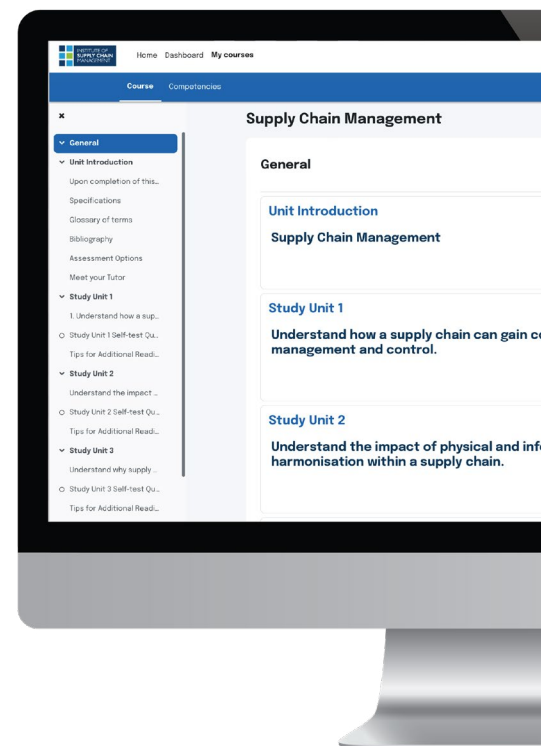 INSTITUTE OF
SUPPLY CHAIN
MANAGEMENT
Home Dashboard My courses
Course Competencies
Supply Chain Management
General
Unit Introduction
Upon completion of this...
Specifications
Glossary of terms
Bibliography
Assessment Options
Meet your Tutor
Study Unit 1
1. Understand how a sup...
Study Unit 1 Self-test Qu...
Tips for Additional Readi...
Study Unit 2
Understand the impact ...
Study Unit 2 Self-test Qu...
Tips for Additional Readi...
Study Unit 3
Understand why supply ...
Study Unit 3 Self-test Qu...
Tips for Additional Readi...
General
Unit Introduction
Supply Chain Management
Study Unit 1
Understand how a supply chain can gain co
management and control.
Study Unit 2
Understand the impact of physical and info
harmonisation within a supply chain.